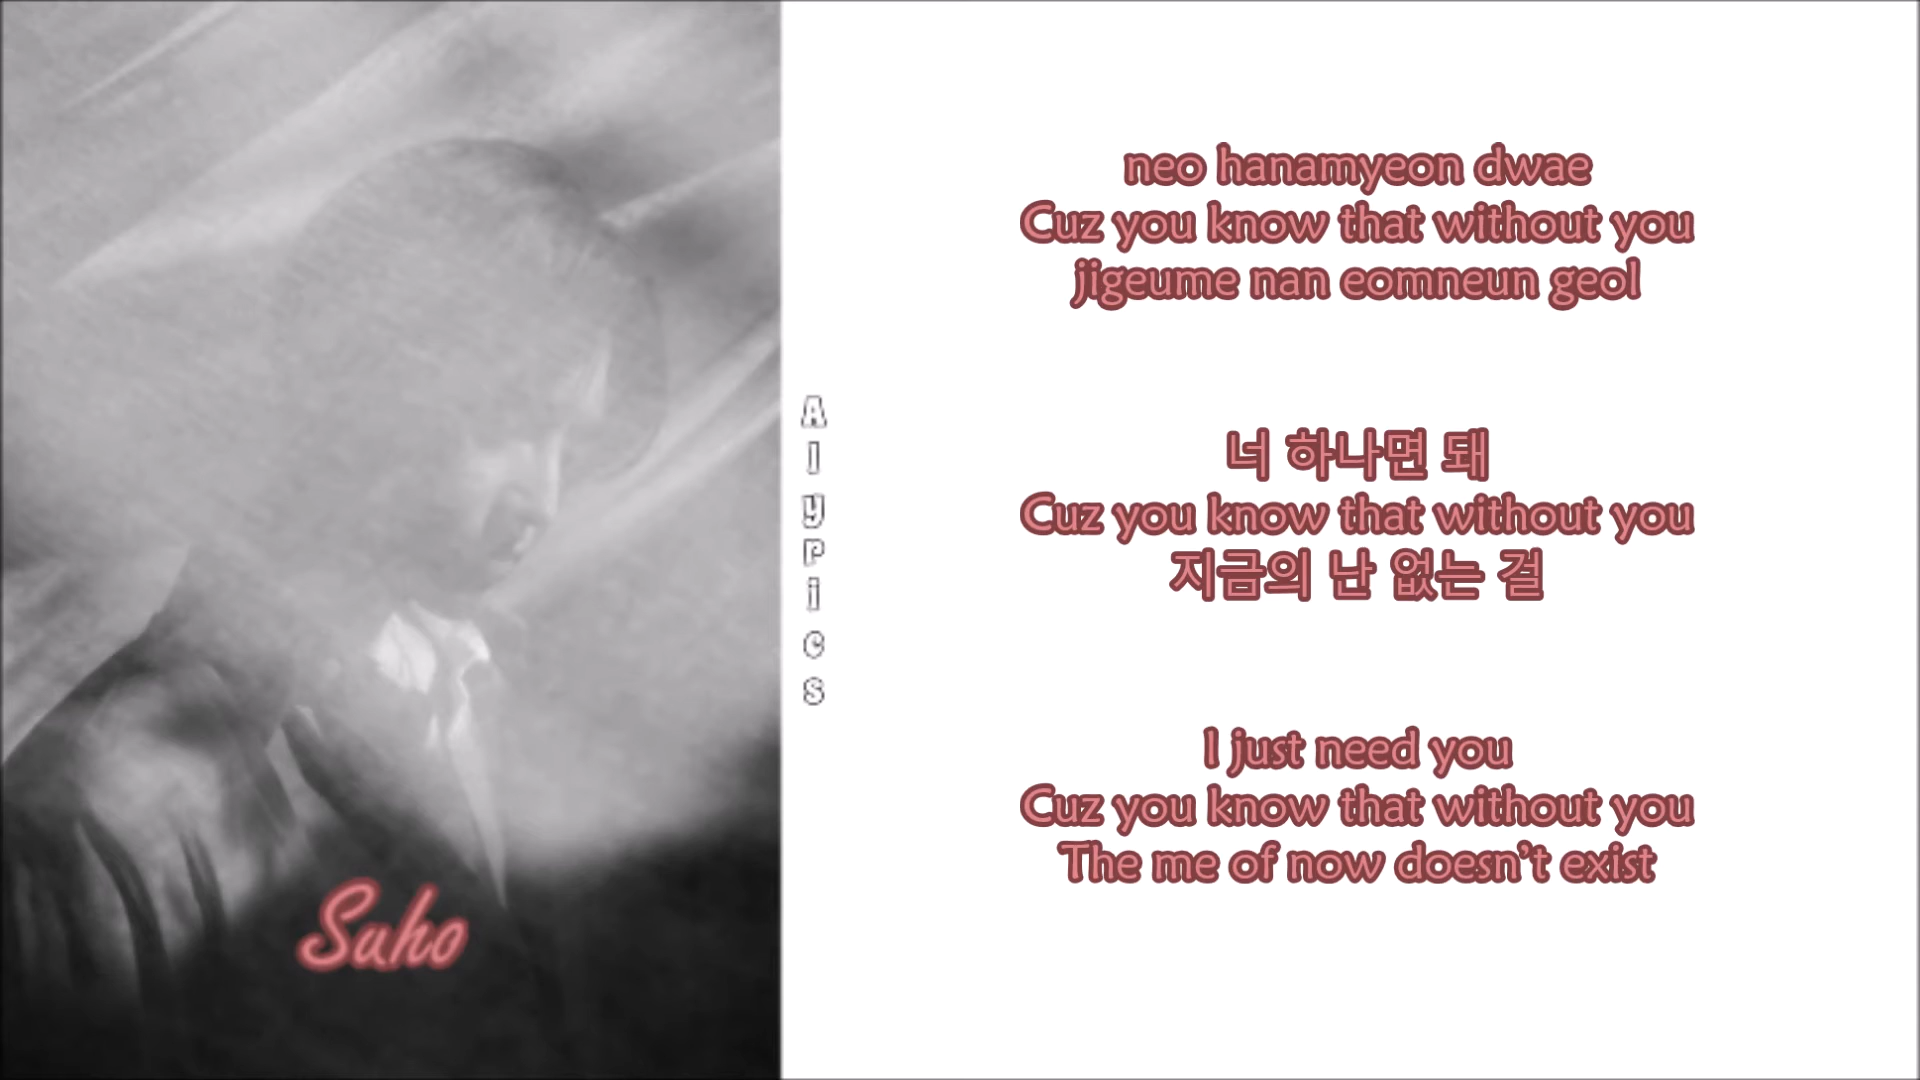 Suho
Alyrics
neo hanamyeon dwae
Cuz you know that without you
jigeume nan eomneun geol
너 하나면 돼
Cuz you know that without you
지금의 난 없는 걸
I just need you
Cuz you know that without you
The me of now doesn't exist